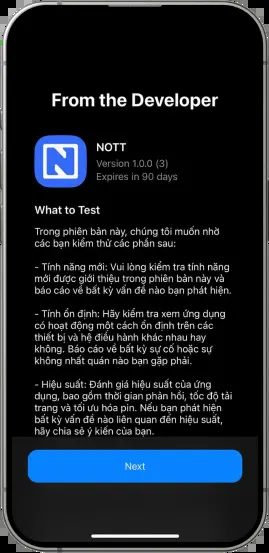 From the Developer
NOTT
Version 1.0.0 (3)
Expires in 90 days
What to Test
Trong phiên bản này, chúng tôi muốn nhờ
các bạn kiểm thử các phần sau:
- Tính năng mới: Vui lòng kiểm tra tính năng
mới được giới thiệu trong phiên bản này và
báo cáo về bất kỳ vấn đề nào bạn phát hiện.
- Tính ổn định: Hãy kiểm tra xem ứng dụng
có hoạt động một cách ổn định trên các
thiết bị và hệ điều hành khác nhau hay
không. Báo cáo về bất kỳ sự cố hoặc sự
không nhất quán nào bạn gặp phải.
- Hiệu suất: Đánh giá hiệu suất của ứng
dụng, bao gồm thời gian phản hồi, tốc độ tải
trang và tối ưu hóa pin. Nếu bạn phát hiện
bất kỳ vấn đề nào liên quan đến hiệu suất,
hãy chia sẻ ý kiến của bạn.
Next